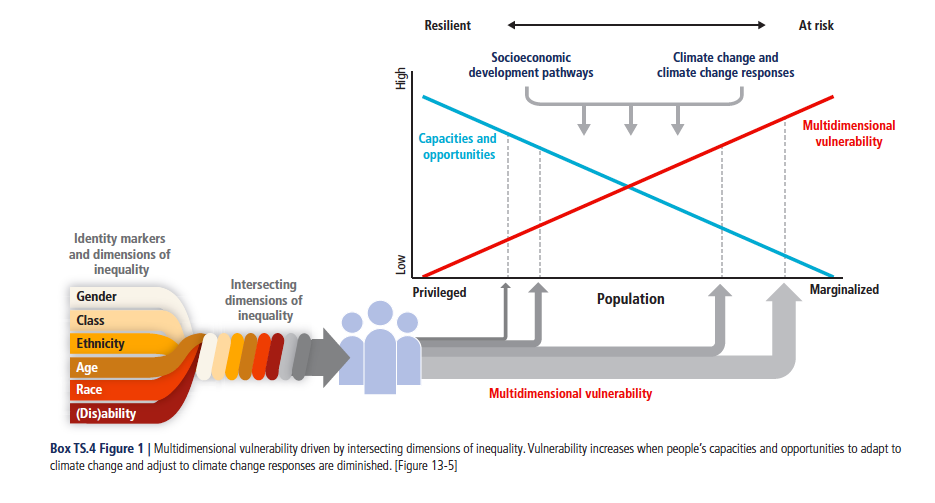 Resilient
At risk
Socioeconomic
development pathways
Climate change and
climate change responses
High
Capacities and
opportunities
Multidimensional
vulnerability
Low
Privileged
Population
Marginalized
Identity markers
and dimensions of
inequality
Gender
Class
Ethnicity
Age
Race
(Dis)ability
Intersecting
dimensions of
inequality
Multidimensional vulnerability
Box TS.4 Figure 1 | Multidimensional vulnerability driven by intersecting dimensions of inequality. Vulnerability increases when people's capacities and opportunities to adapt to
climate change and adjust to climate change responses are diminished. [Figure 13-5]